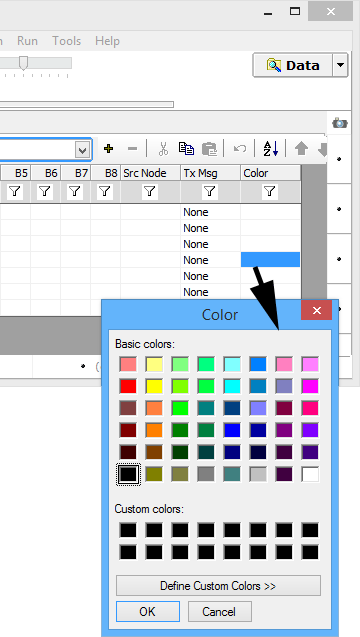 Run Tools Help
Data
B5 B6 B7 B8 Src Node Tx Msg Color
None
None
None
None
None
None
Color
Basic colors:
Custom colors:
Define Custom Colors >>
OK Cancel